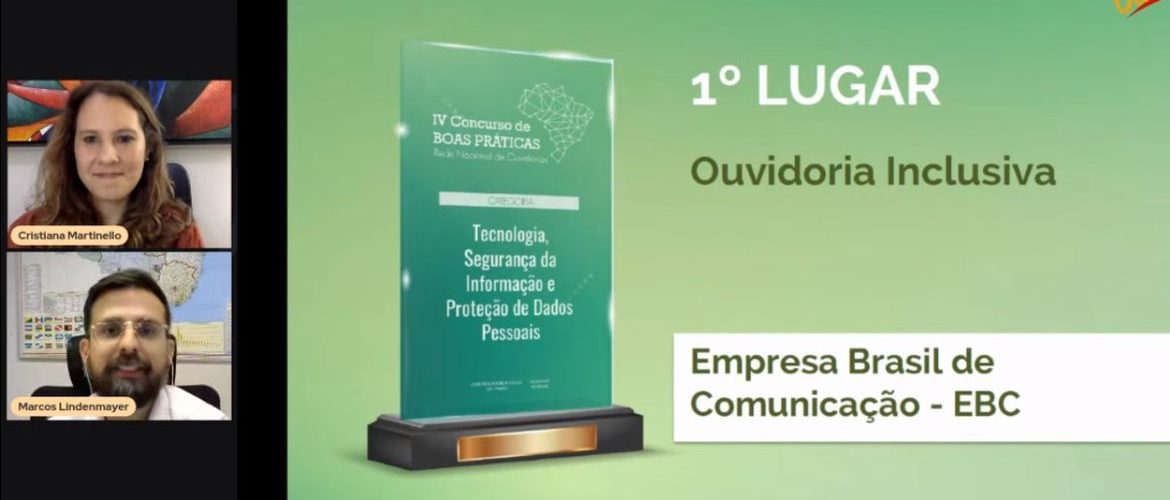 Cristiana Martinello
Marcos Lindenmayer
IV Concurso de
BOAS PRÁTICAS
Rede Nacional de Ouvidorias
CATEGORIA
Tecnologia,
Segurança da
Informação e
Proteção de Dados
Pessoais
1º LUGAR
Ouvidoria Inclusiva
Empresa Brasil de
Comunicação - EBC